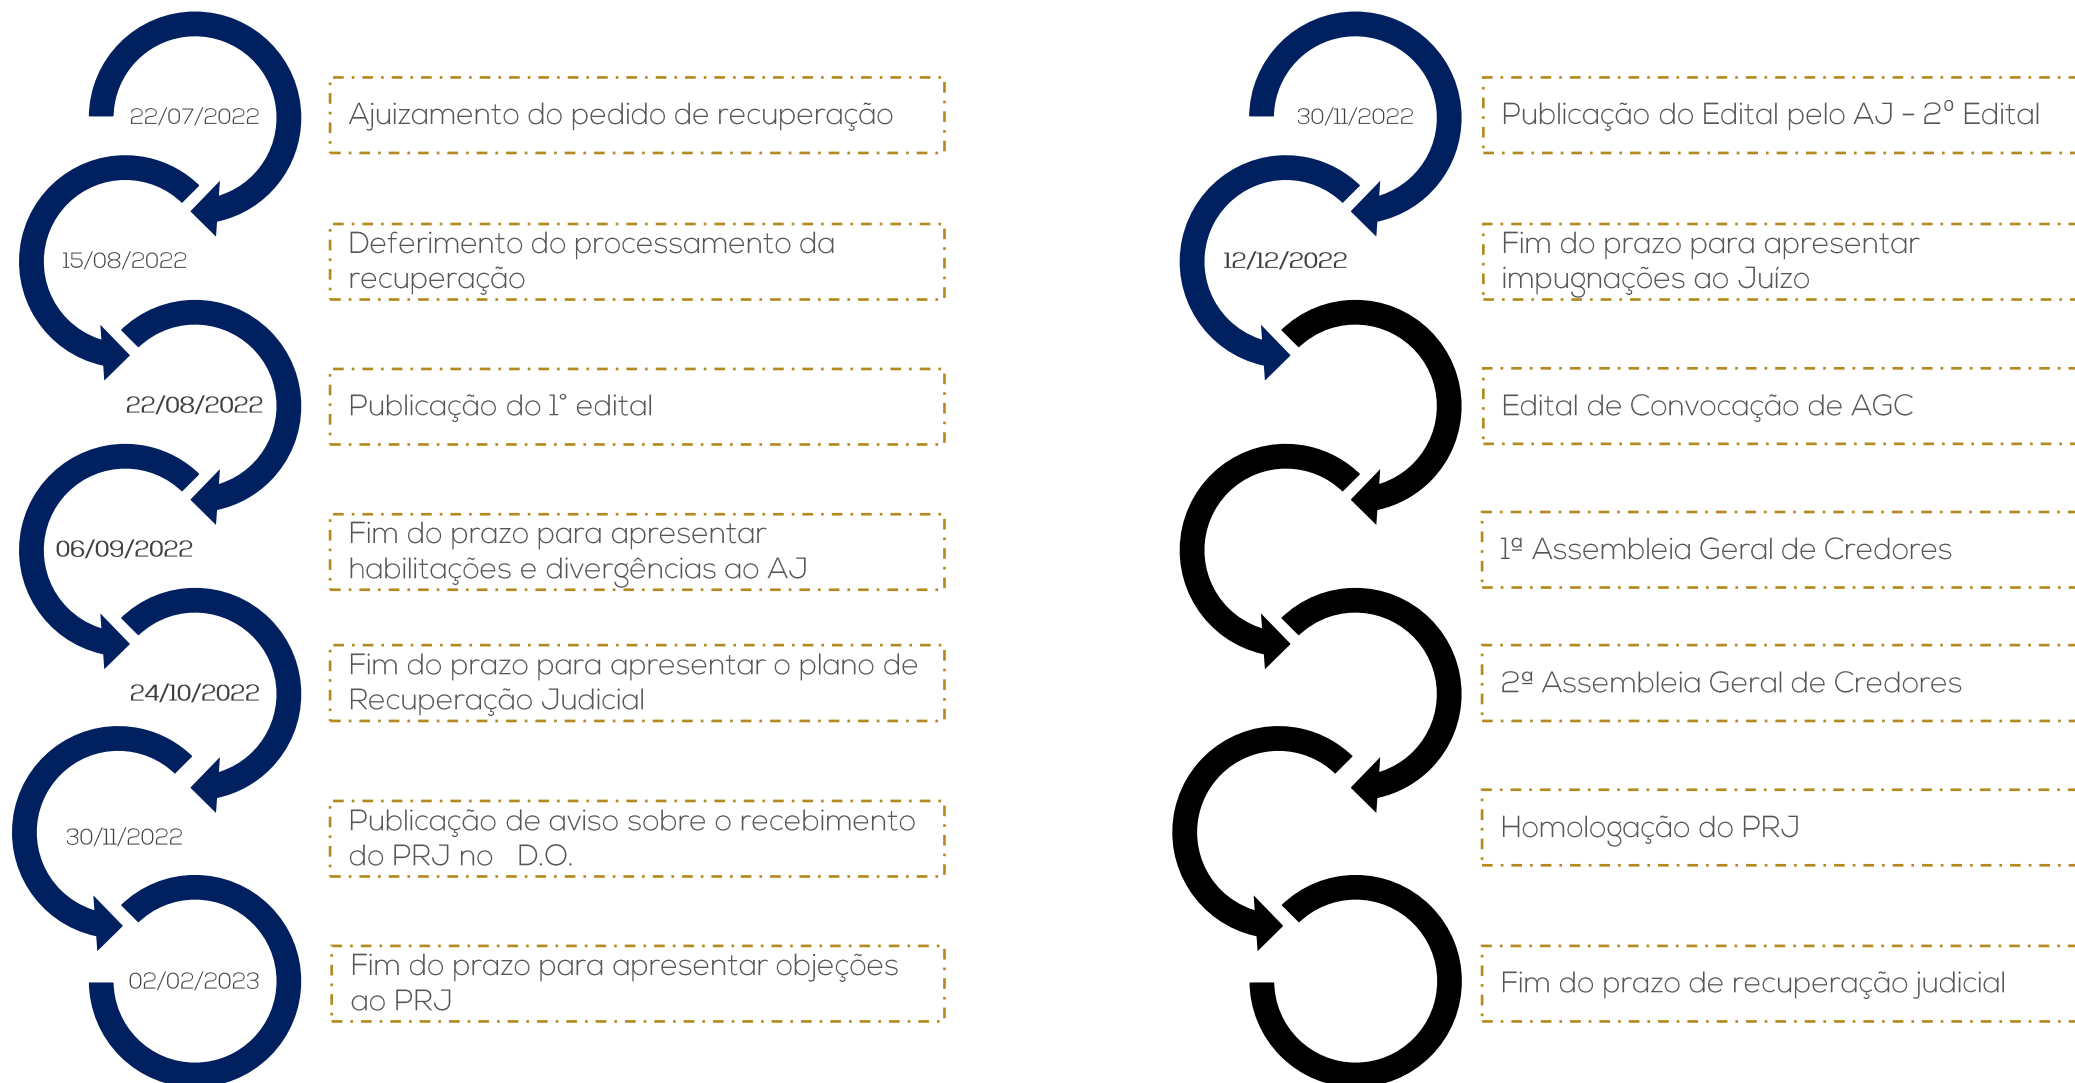 22/07/2022
Ajuizamento do pedido de recuperação
15/08/2022
Deferimento do processamento da
recuperação
22/08/2022
Publicação do 1° edital
06/09/2022
Fim do prazo para apresentar
habilitações e divergências ao AJ
24/10/2022
Fim do prazo para apresentar o plano de
Recuperação Judicial
30/11/2022
Publicação de aviso sobre o recebimento
do PRJ no D.O.
02/02/2023
Fim do prazo para apresentar objeções
ao PRJ
30/11/2022
Publicação do Edital pelo AJ - 2º Edital
12/12/2022
Fim do prazo para apresentar
impugnações ao Juízo
Edital de Convocação de AGC
1ª Assembleia Geral de Credores
2ª Assembleia Geral de Credores
Homologação do PRJ
Fim do prazo de recuperação judicial